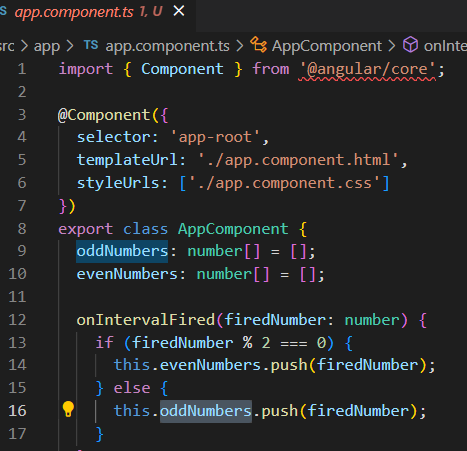 app.component.ts 1, U
src > app > TS app.component.ts > AppComponent > onInt
1 import { Component } from '@angular/core';
2
3 @Component({
4 selector: 'app-root',
5 templateUrl: './app.component.html',
6 styleUrls: ['./app.component.css']
7 })
8 export class AppComponent {
9 oddNumbers: number[] = [];
10 evenNumbers: number[] = [];
11
12 onIntervalFired(firedNumber: number) {
13 if (firedNumber % 2 === 0) {
14 this.evenNumbers.push(firedNumber);
15 } else {
16 this.oddNumbers.push(firedNumber);
17 }